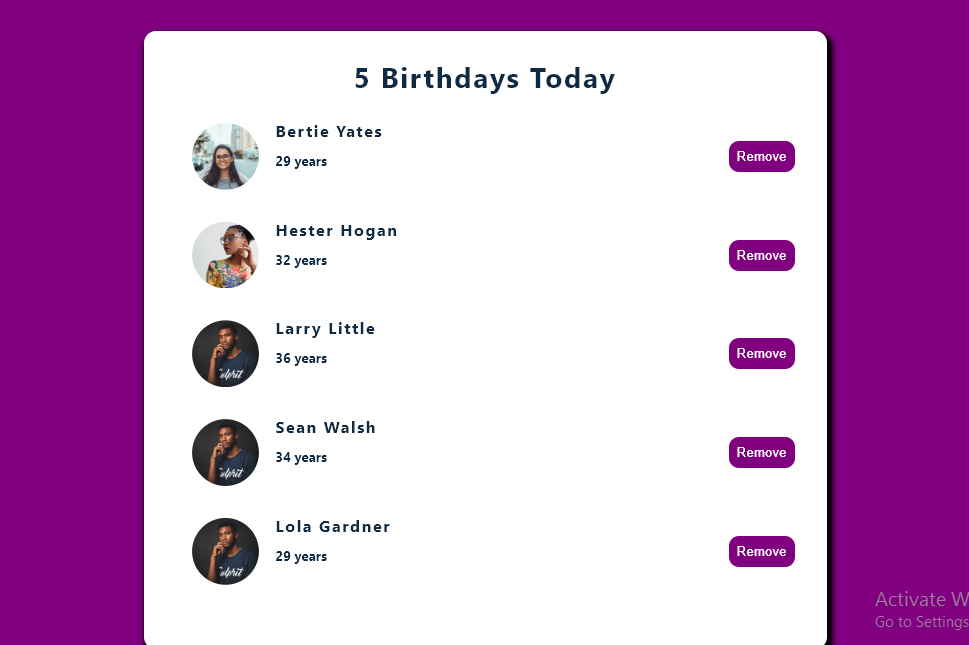 5 Birthdays Today
Bertie Yates
29 years
Remove
Hester Hogan
32 years
Remove
Larry Little
36 years
Remove
Sean Walsh
34 years
Remove
Lola Gardner
29 years
Remove
Activate W
Go to Settings